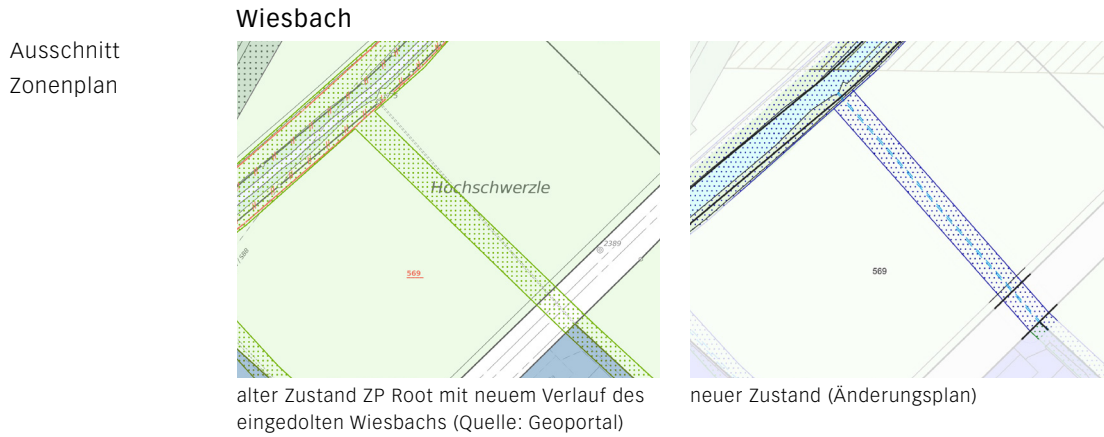 Wiesbach
Ausschnitt
Zonenplan
Hochschwerzle
2389
/ SBB
569
569
alter Zustand ZP Root mit neuem Verlauf des
eingedolten Wiesbachs (Quelle: Geoportal)
neuer Zustand (Änderungsplan)